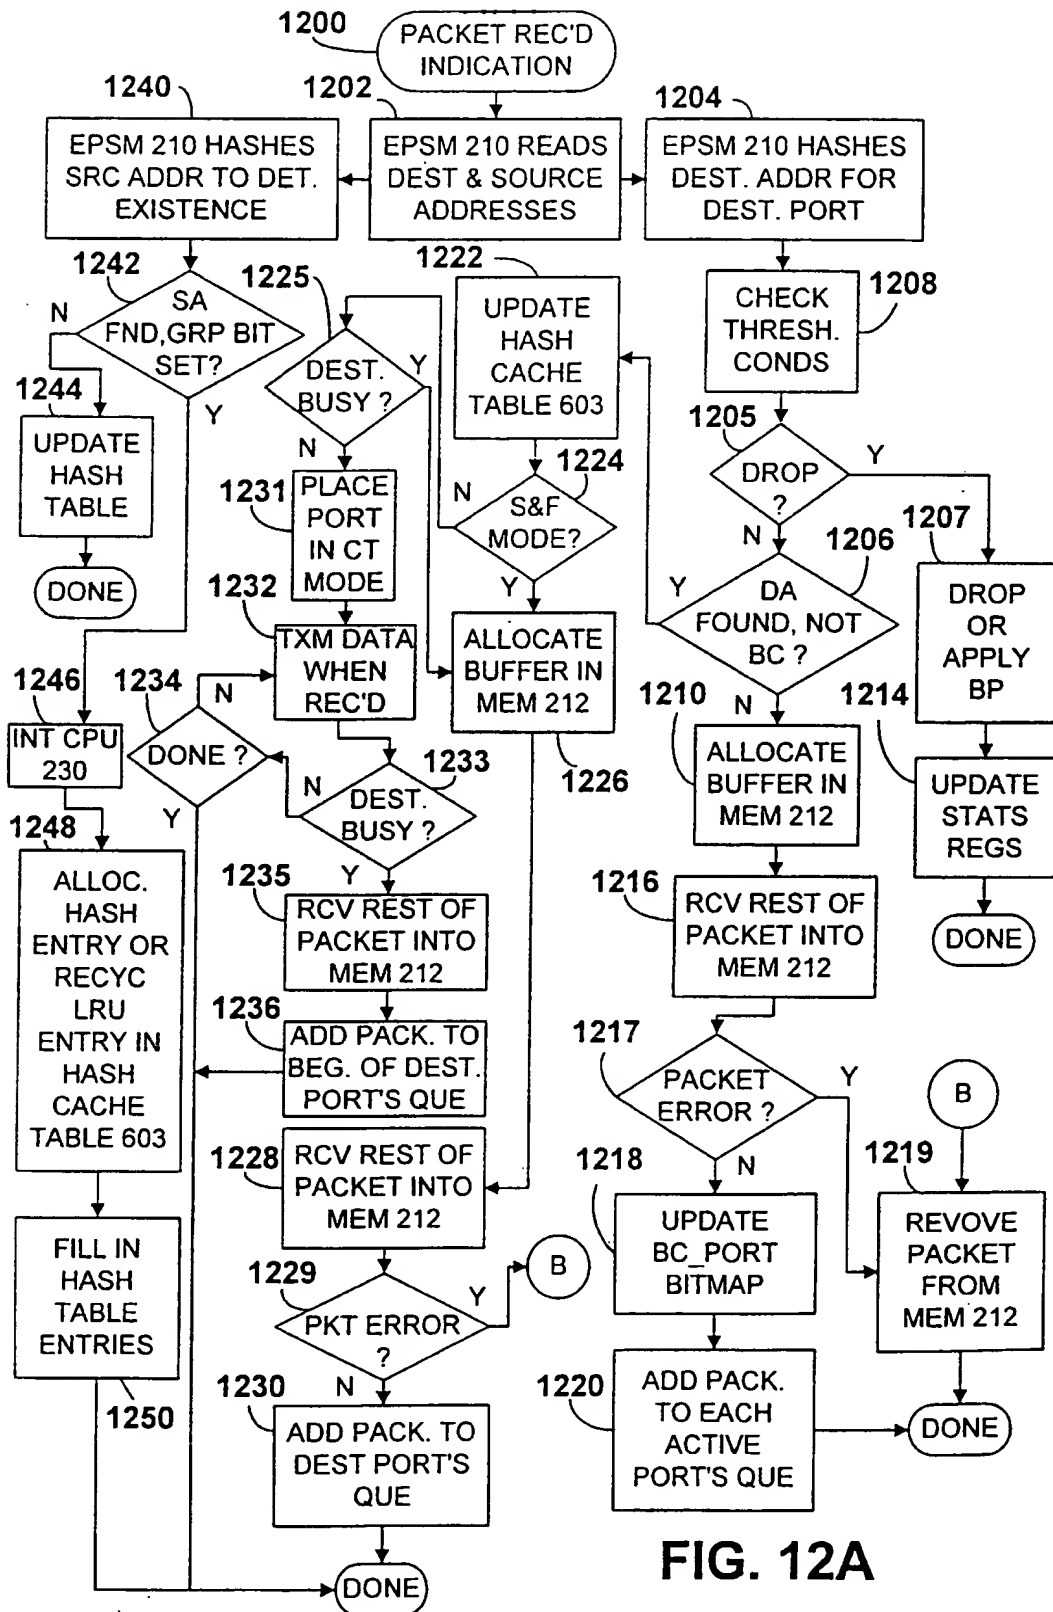 1200
PACKET REC'D
INDICATION
1240
EPSM 210 HASHES
SRC ADDR TO DET.
EXISTENCE
1202
EPSM 210 READS
DEST & SOURCE
ADDRESSES
1204
EPSM 210 HASHES
DEST. ADDR FOR
DEST. PORT
1242
SA
FND,GRP BIT
SET?
N
Y
1244
UPDATE
HASH
TABLE
DONE
1246
INT CPU
230
1248
ALLOC.
HASH
ENTRY OR
RECYC
LRU
ENTRY IN
HASH
CACHE
TABLE 603
FILL IN
HASH
TABLE
ENTRIES
1250
1225
DEST.
BUSY ?
Y
N
1231
PLACE
PORT
IN CT
MODE
1232
TXM DATA
WHEN
REC'D
1234
DONE ?
N
Y
1233
DEST.
BUSY ?
N
Y
1235
RCV REST OF
PACKET INTO
MEM 212
1236
ADD PACK. TO
BEG. OF DEST.
PORT'S QUE
1222
UPDATE
HASH
CACHE
TABLE 603
1224
S&F
MODE?
N
Y
ALLOCATE
BUFFER IN
MEM 212
1226
1228
RCV REST OF
PACKET INTO
MEM 212
1229
PKT ERROR
?
Y
B
N
1230
ADD PACK. TO
DEST PORT'S
QUE
DONE
1208
CHECK
THRESH.
CONDS
1205
DROP
?
Y
N
1207
DROP
OR
APPLY
BP
1214
UPDATE
STATS
REGS
DONE
1206
DA
FOUND, NOT
BC ?
Y
N
1210
ALLOCATE
BUFFER IN
MEM 212
1216
RCV REST OF
PACKET INTO
MEM 212
1217
PACKET
ERROR ?
Y
N
1218
UPDATE
BC_PORT
BITMAP
1220
ADD PACK.
TO EACH
ACTIVE
PORT'S QUE
B
1219
REVOVE
PACKET
FROM
MEM 212
DONE
FIG. 12A